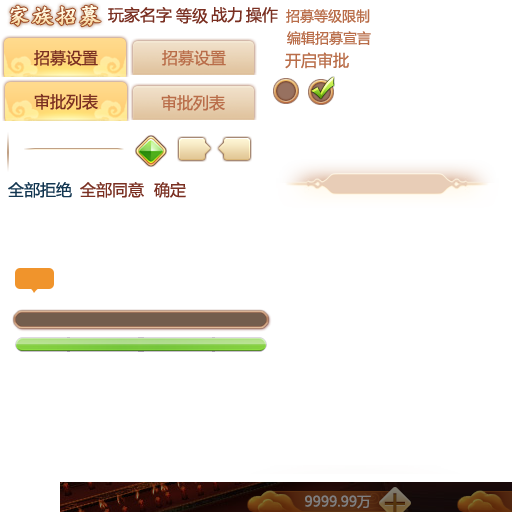 家族招募 玩家名字 等级 战力 操作 招募等级限制
编辑招募宣言
招募设置 招募设置 开启审批
审批列表 审批列表
全部拒绝 全部同意 确定
9999.99万